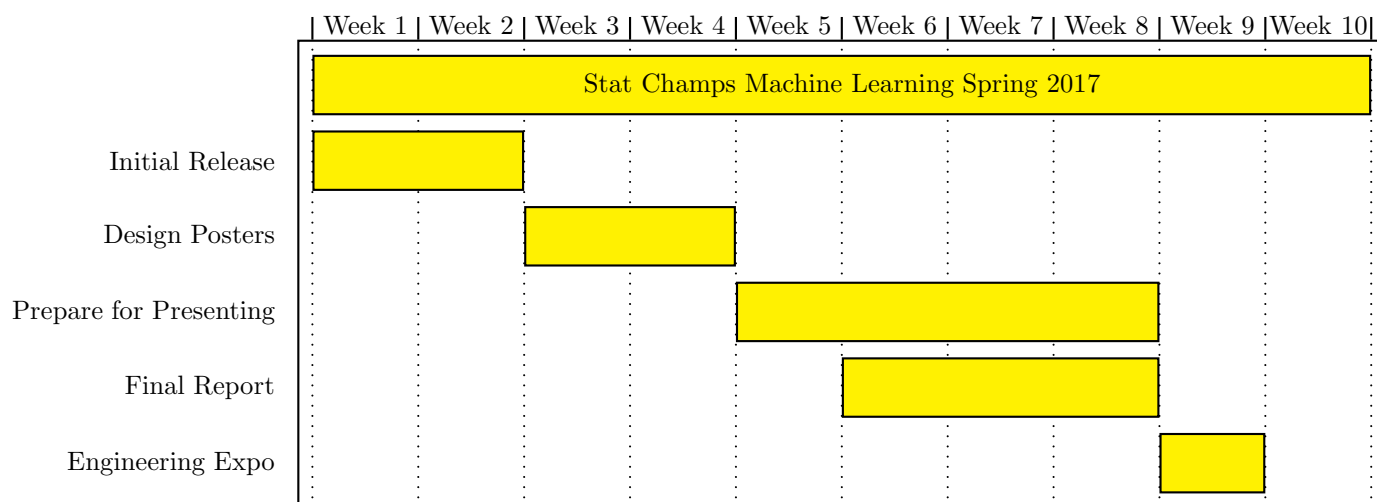 Week 1 Week 2 Week 3 Week 4 Week 5 Week 6 Week 7 Week 8 Week 9 Week 10
Stat Champs Machine Learning Spring 2017
Initial Release
Design Posters
Prepare for Presenting
Final Report
Engineering Expo